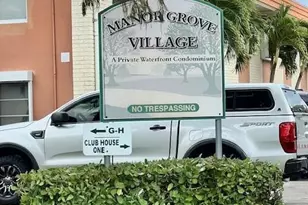 MANOR GROVE
VILLAGE
A Private Waterfront Condominium
NO TRESPASSING
← G-H
CLUB HOUSE
ONE →
SPORT